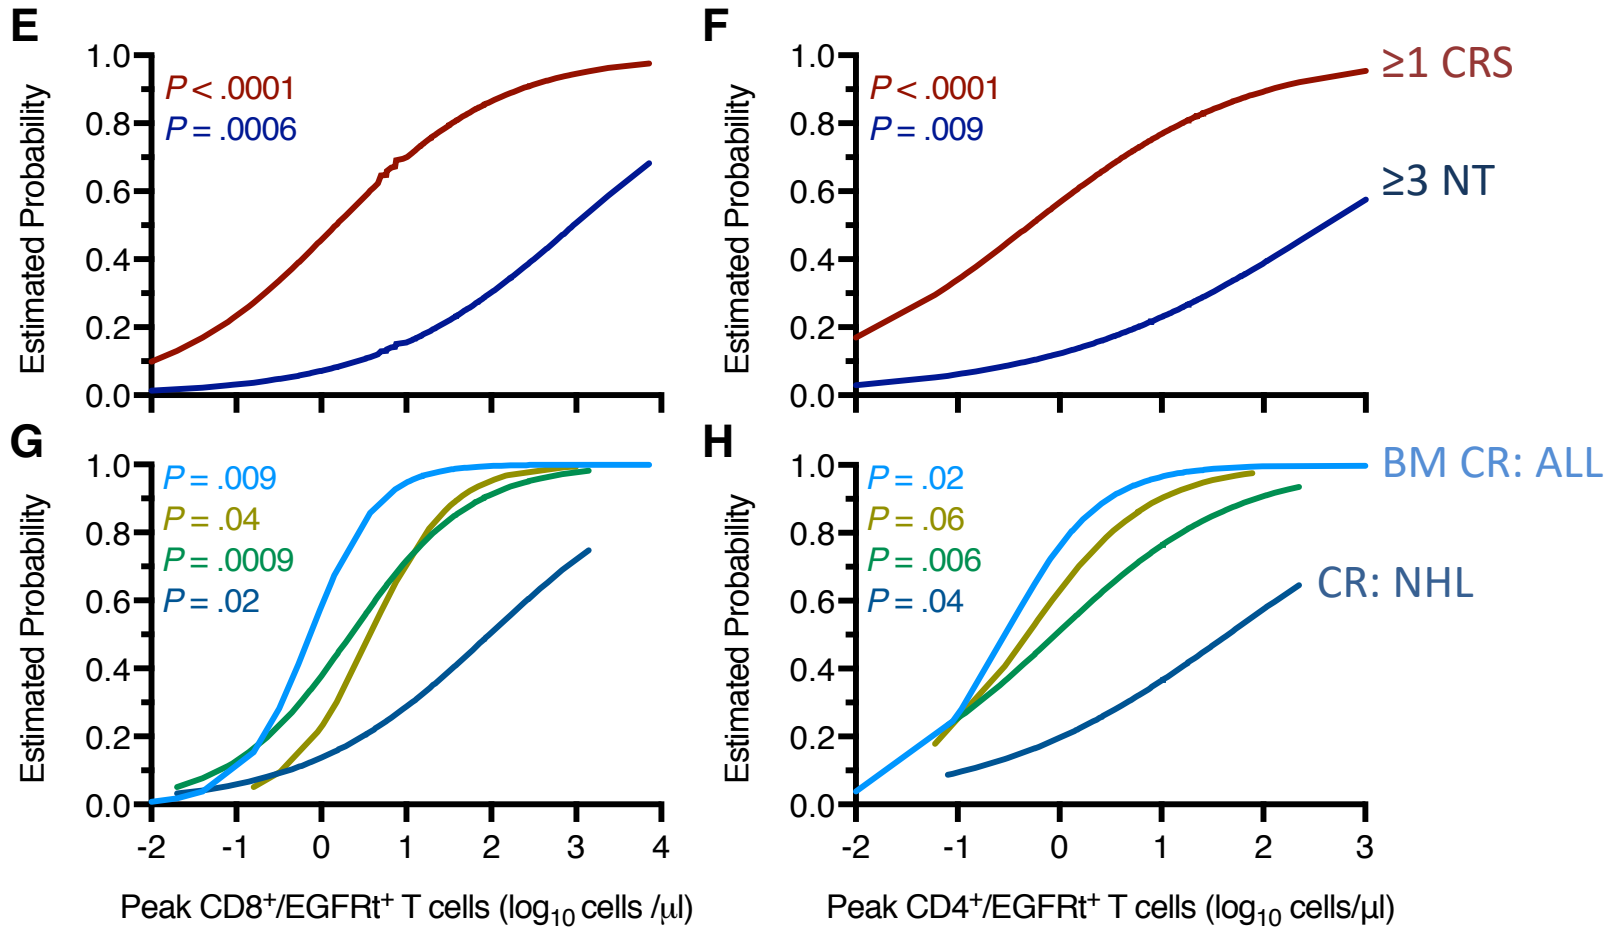 E
Estimated Probability
1.0
0.8
0.6
0.4
0.2
0.0
P < .0001
P = .0006
F
Estimated Probability
1.0
0.8
0.6
0.4
0.2
0.0
P < .0001
P = .009
≥1 CRS
≥3 NT
G
Estimated Probability
1.0
0.8
0.6
0.4
0.2
0.0
P = .009
P = .04
P = .0009
P = .02
-2 -1 0 1 2 3 4
Peak CD8⁺/EGFRt⁺ T cells (log₁₀ cells /μl)
H
Estimated Probability
1.0
0.8
0.6
0.4
0.2
0.0
P = .02
P = .06
P = .006
P = .04
BM CR: ALL
CR: NHL
-2 -1 0 1 2 3
Peak CD4⁺/EGFRt⁺ T cells (log₁₀ cells/μl)